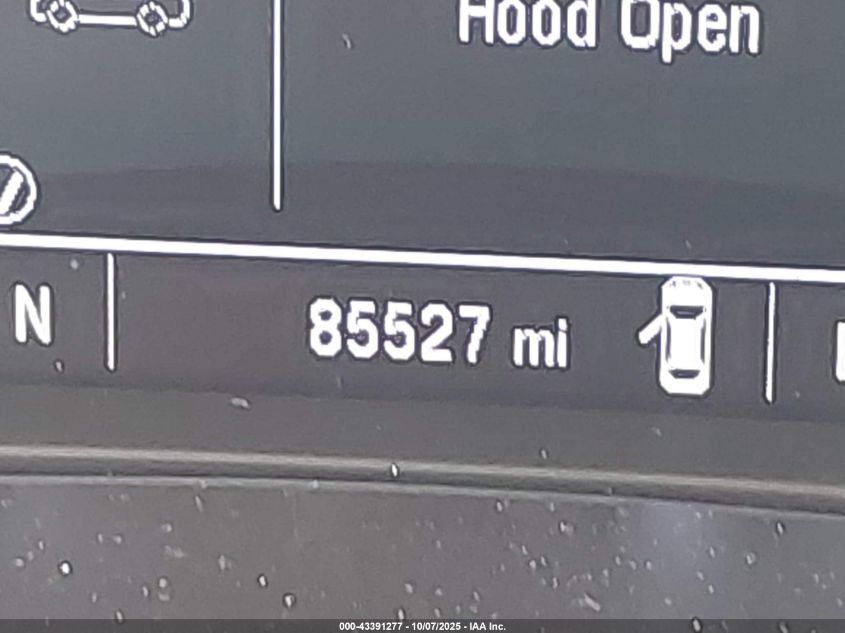 Hood Open
N
85527 mi
000-43391277 - 10/07/2025 - IAA Inc.